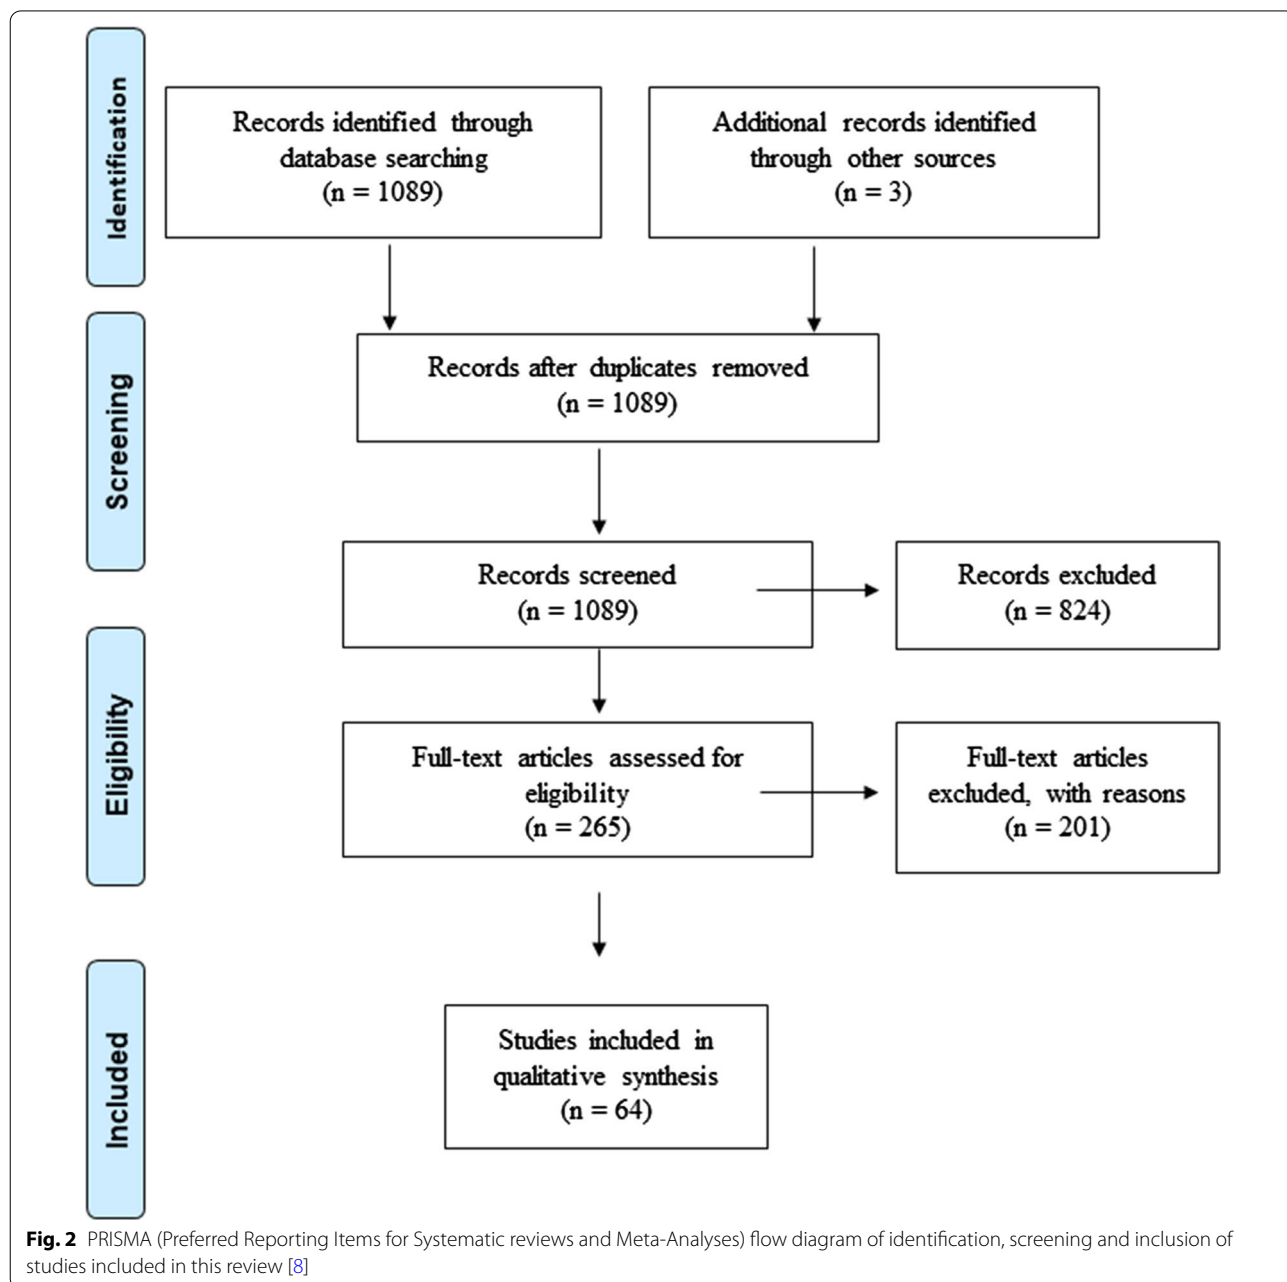 Identification
Records identified through
database searching
(n = 1089)
Additional records identified
through other sources
(n = 3)
Screening
Records after duplicates removed
(n = 1089)
Records screened
(n = 1089)
Records excluded
(n = 824)
Eligibility
Full-text articles assessed for
eligibility
(n = 265)
Full-text articles
excluded, with reasons
(n = 201)
Included
Studies included in
qualitative synthesis
(n = 64)
Fig. 2 PRISMA (Preferred Reporting Items for Systematic reviews and Meta-Analyses) flow diagram of identification, screening and inclusion of
studies included in this review [8]